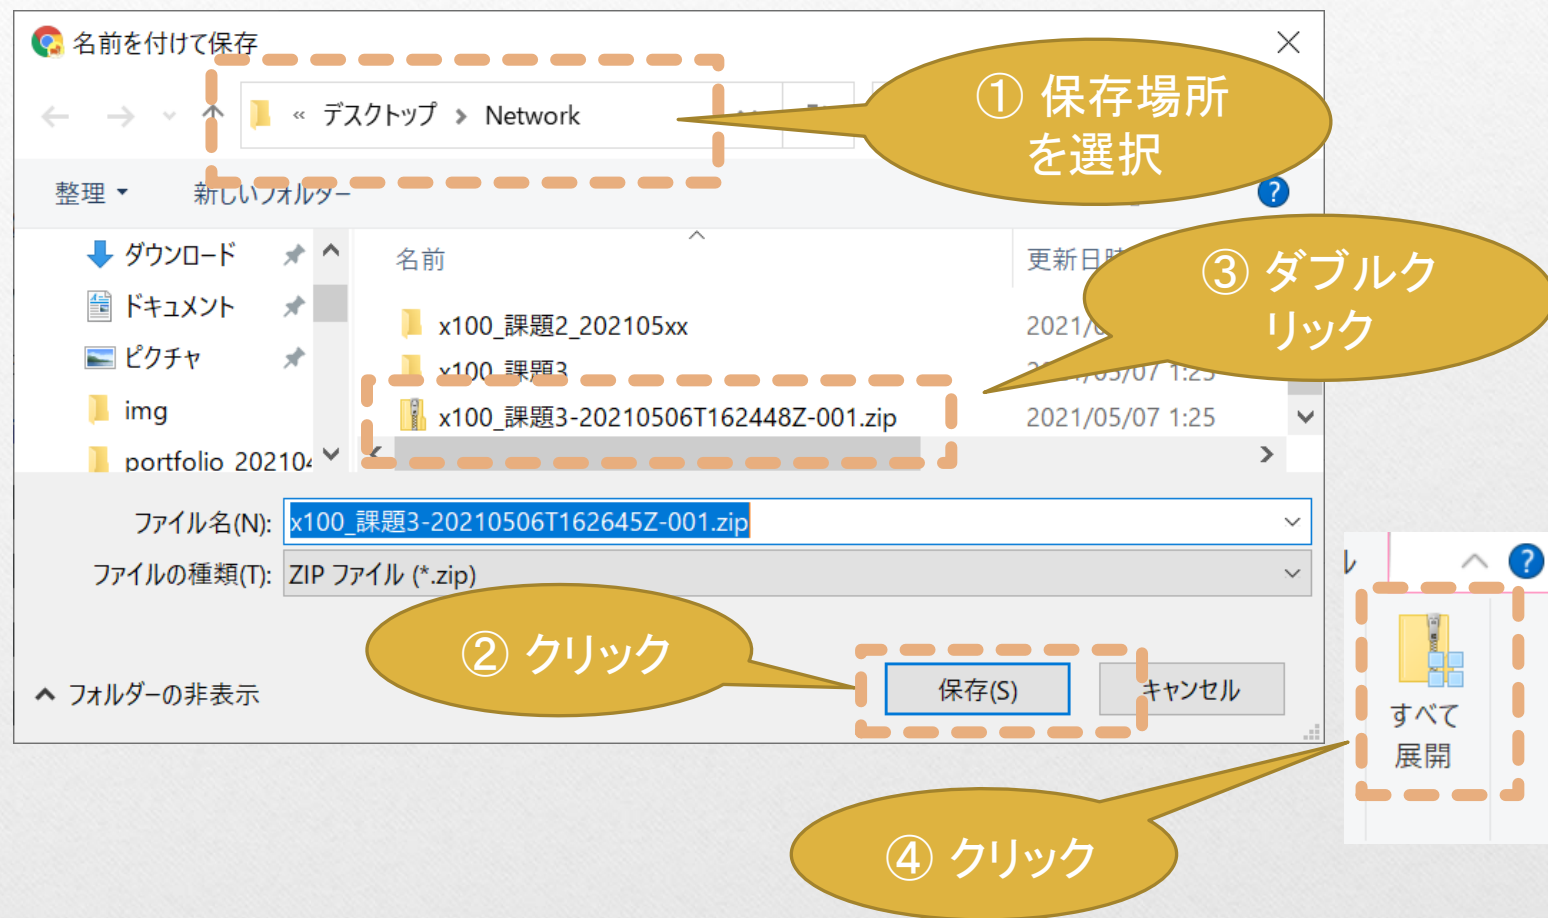 名前を付けて保存
« デスクトップ > Network
① 保存場所
を選択
整理
新しいフォルダー
ダウンロード
ドキュメント
ピクチャ
img
portfolio_20210
名前
更新日時
x100_課題2_202105xx
2021/
x100_課題3
2021/05/07 1:25
x100_課題3-20210506T162448Z-001.zip
2021/05/07 1:25
③ ダブルク
リック
ファイル名(N):
x100_課題3-20210506T162645Z-001.zip
ファイルの種類(T):
ZIP ファイル (*.zip)
② クリック
フォルダーの非表示
保存(S)
キャンセル
ル
すべて
展開
④ クリック